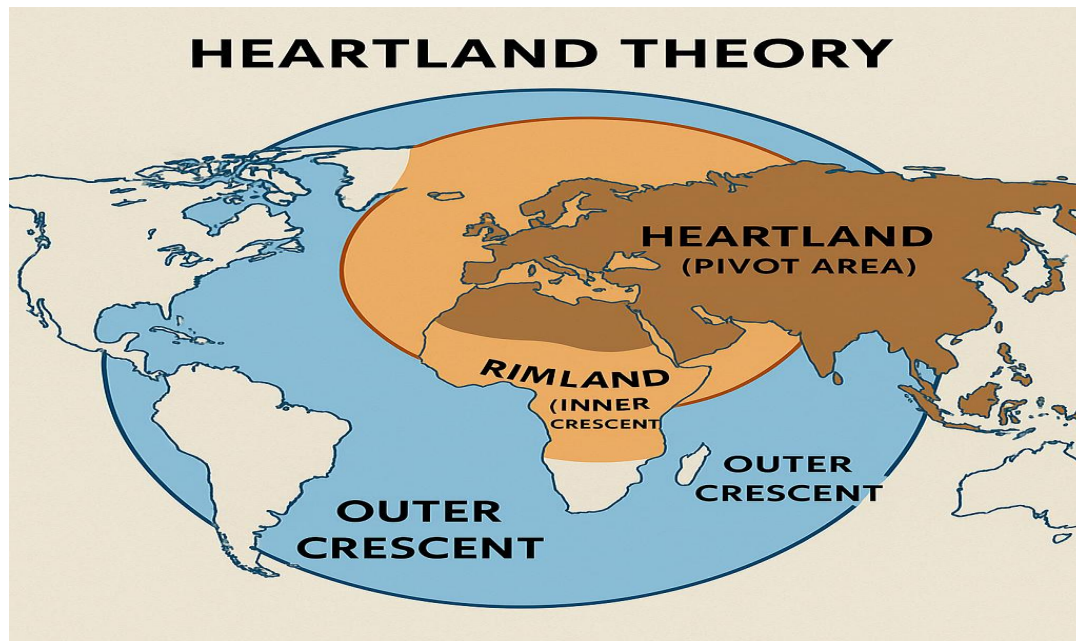 HEARTLAND THEORY
HEARTLAND
(PIVOT AREA)
RIMLAND
(INNER
CRESCENT
OUTER
CRESCENT
OUTER
CRESCENT